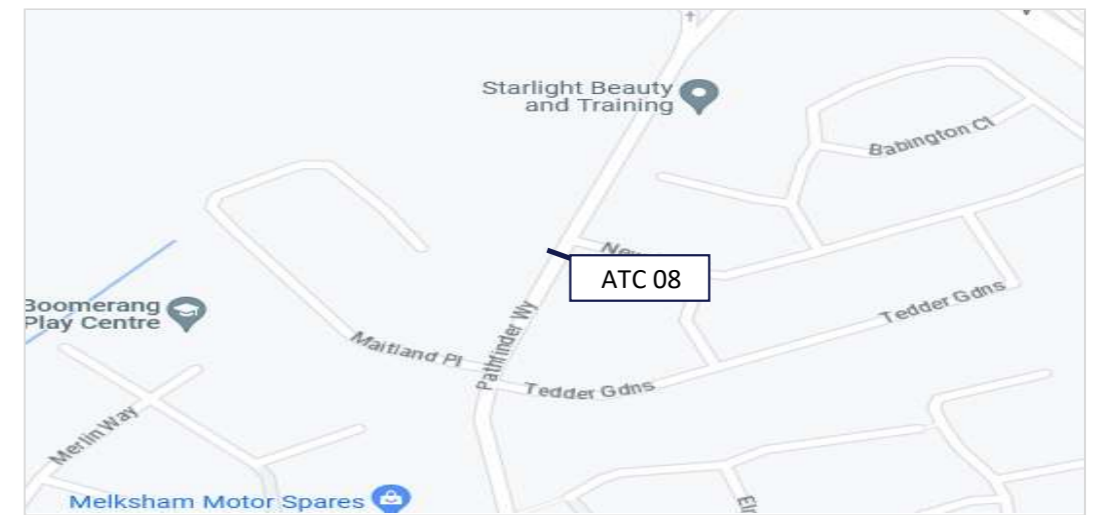 Starlight Beauty
and Training
Babington Cl
ATC 08
Boomerang
Play Centre
Pathfinder Wy
Tedder Gdns
Maitland Pl
Tedder Gdns
Merlin Way
Melksham Motor Spares